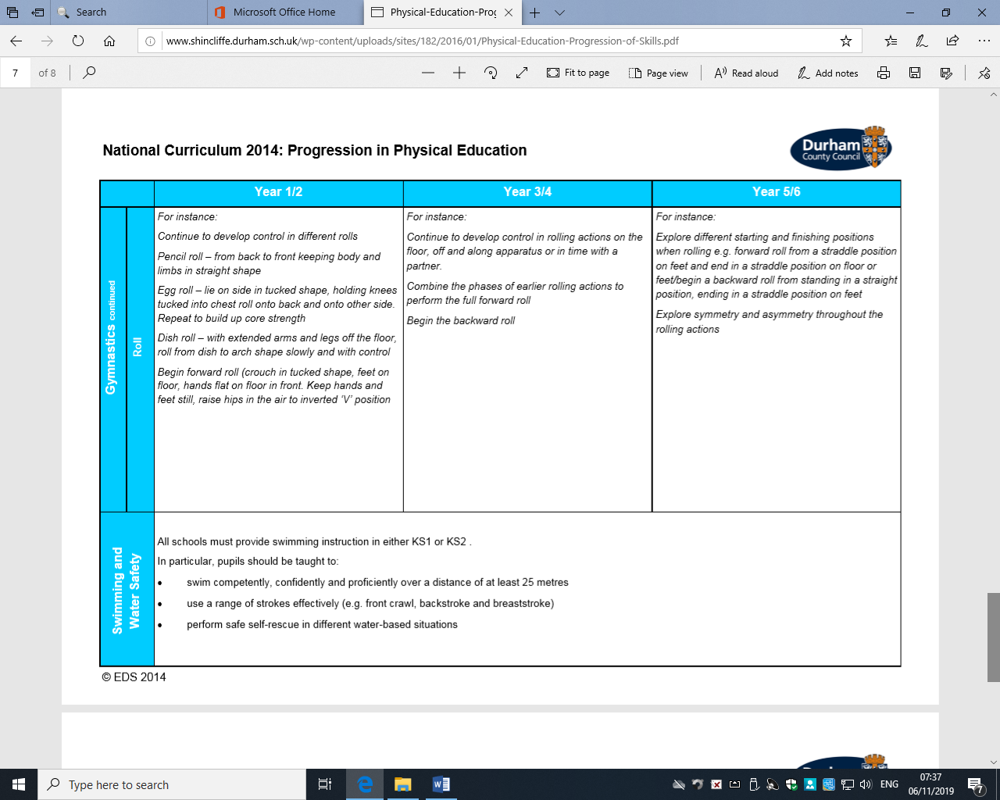 Search
Microsoft Office Home
Physical-Education-Prog
www.shincliffe.durham.sch.uk/wp-content/uploads/sites/182/2016/01/Physical-Education-Progression-of-Skills.pdf
7 of 8
Fit to page
Page view
Read aloud
Add notes
National Curriculum 2014: Progression in Physical Education
Durham
County Council
Year 1/2
Year 3/4
Year 5/6
Gymnastics continued
Roll
For instance:
Continue to develop control in different rolls
Pencil roll – from back to front keeping body and
limbs in straight shape
Egg roll – lie on side in tucked shape, holding knees
tucked into chest roll onto back and onto other side.
Repeat to build up core strength
Dish roll – with extended arms and legs off the floor,
roll from dish to arch shape slowly and with control
Begin forward roll (crouch in tucked shape, feet on
floor, hands flat on floor in front. Keep hands and
feet still, raise hips in the air to inverted ‘V’ position
For instance:
Continue to develop control in rolling actions on the
floor, off and along apparatus or in time with a
partner.
Combine the phases of earlier rolling actions to
perform the full forward roll
Begin the backward roll
For instance:
Explore different starting and finishing positions
when rolling e.g. forward roll from a straddle position
on feet and end in a straddle position on floor or
feet/begin a backward roll from standing in a straight
position, ending in a straddle position on feet
Explore symmetry and asymmetry throughout the
rolling actions
Swimming and
Water Safety
All schools must provide swimming instruction in either KS1 or KS2 .
In particular, pupils should be taught to:
• swim competently, confidently and proficiently over a distance of at least 25 metres
• use a range of strokes effectively (e.g. front crawl, backstroke and breaststroke)
• perform safe self-rescue in different water-based situations
© EDS 2014
Type here to search
ENG
07:37
06/11/2019
7